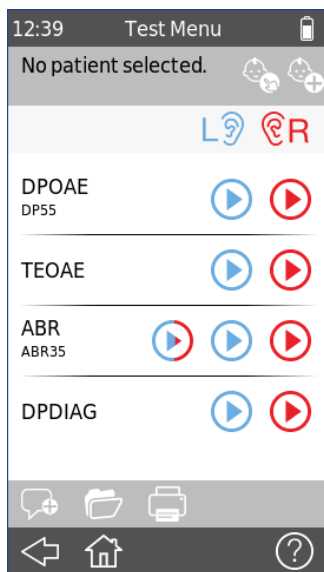 12:39 Test Menu
No patient selected.
L R
DPOAE
DP55
TEOAE
ABR
ABR35
DPDIAG
?